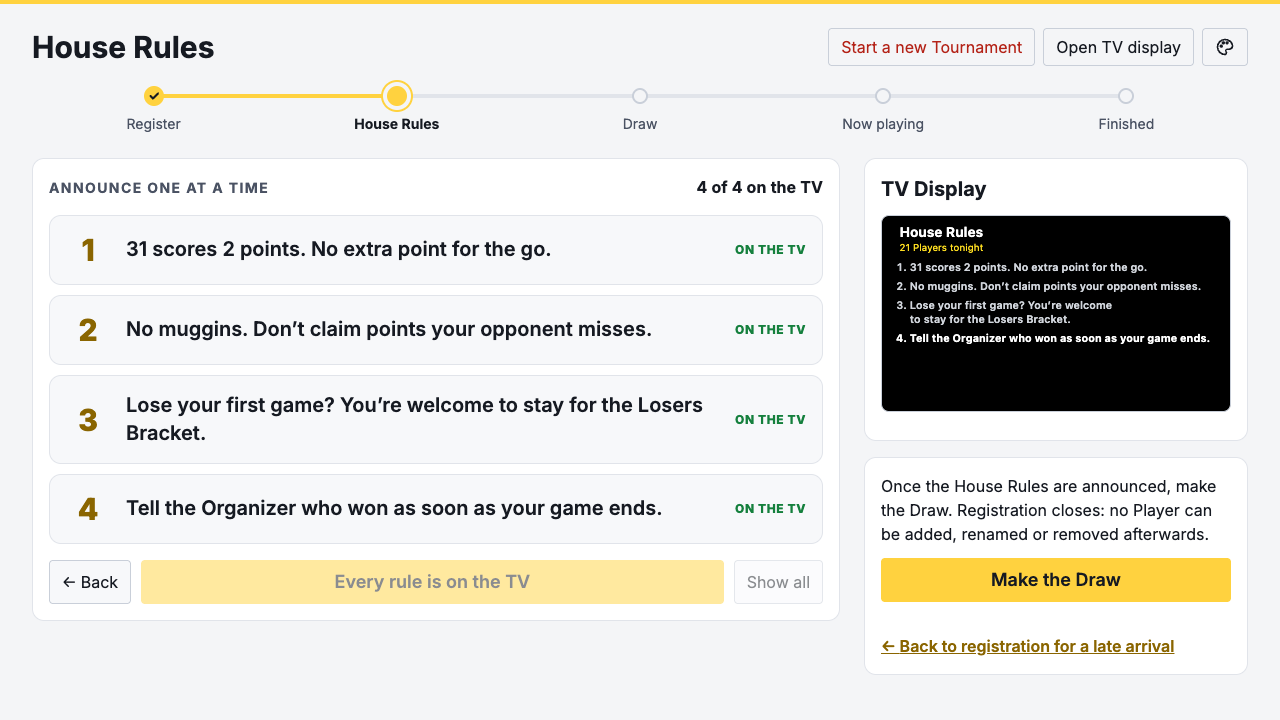 House Rules
Start a new Tournament
Open TV display
Register
House Rules
Draw
Now playing
Finished
ANNOUNCE ONE AT A TIME
4 of 4 on the TV
1
31 scores 2 points. No extra point for the go.
ON THE TV
2
No muggins. Don’t claim points your opponent misses.
ON THE TV
3
Lose your first game? You’re welcome to stay for the Losers
Bracket.
ON THE TV
4
Tell the Organizer who won as soon as your game ends.
ON THE TV
← Back
Every rule is on the TV
Show all
TV Display
House Rules
21 Players tonight
1. 31 scores 2 points. No extra point for the go.
2. No muggins. Don’t claim points your opponent misses.
3. Lose your first game? You’re welcome
to stay for the Losers Bracket.
4. Tell the Organizer who won as soon as your game ends.
Once the House Rules are announced, make
the Draw. Registration closes: no Player can
be added, renamed or removed afterwards.
Make the Draw
← Back to registration for a late arrival